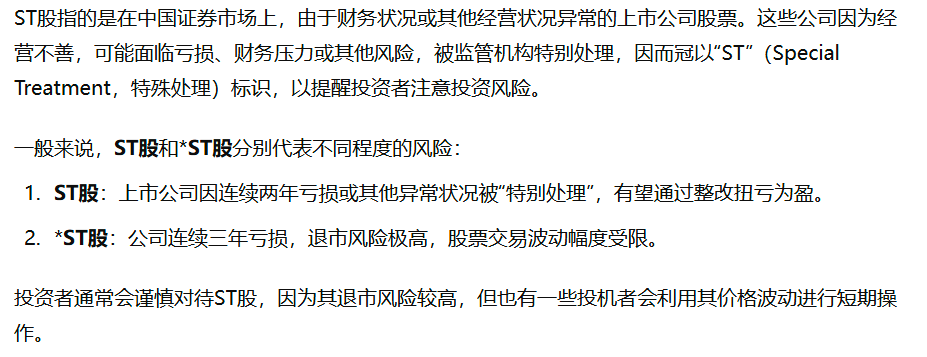 ST股指的是在中国证券市场上，由于财务状况或其他经营状况异常的上市公司股票。这些公司因为经
营不善，可能面临亏损、财务压力或其他风险，被监管机构特别处理，因而冠以“ST”（Special
Treatment，特殊处理）标识，以提醒投资者注意投资风险。
一般来说，ST股和*ST股分别代表不同程度的风险：
1. ST股：上市公司因连续两年亏损或其他异常状况被“特别处理”，有望通过整改扭亏为盈。
2. *ST股：公司连续三年亏损，退市风险极高，股票交易波动幅度受限。
投资者通常会谨慎对待ST股，因为其退市风险较高，但也有一些投机者会利用其价格波动进行短期操
作。